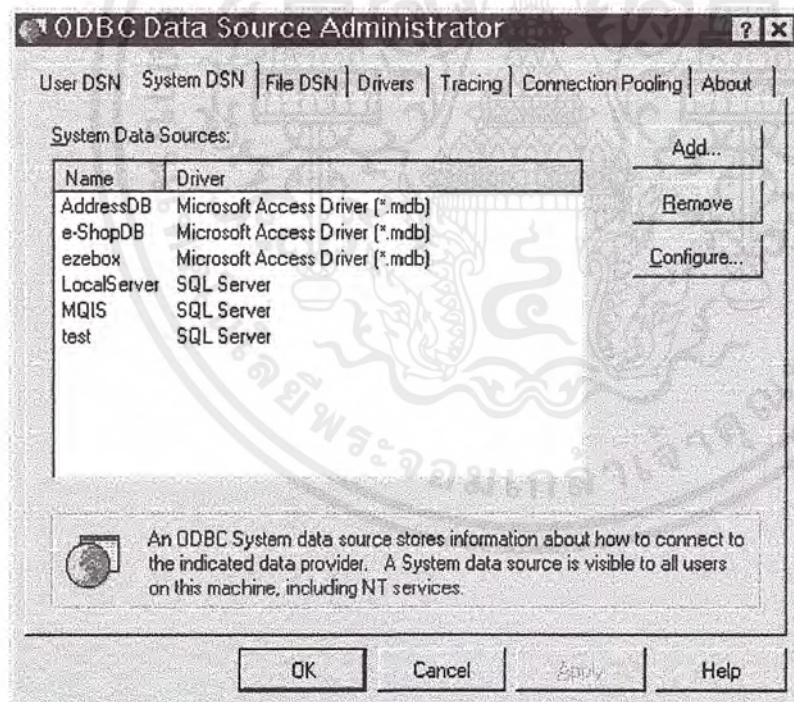 ODBC Data Source Administrator
User DSN System DSN File DSN Drivers Tracing Connection Pooling About
System Data Sources:
Name Driver
AddressDB Microsoft Access Driver (*.mdb)
e-ShopDB Microsoft Access Driver (*.mdb)
ezebox Microsoft Access Driver (*.mdb)
LocalServer SQL Server
MQIS SQL Server
test SQL Server
Add...
Remove
Configure...
An ODBC System data source stores information about how to connect to
the indicated data provider. A System data source is visible to all users
on this machine, including NT services.
OK Cancel Apply Help